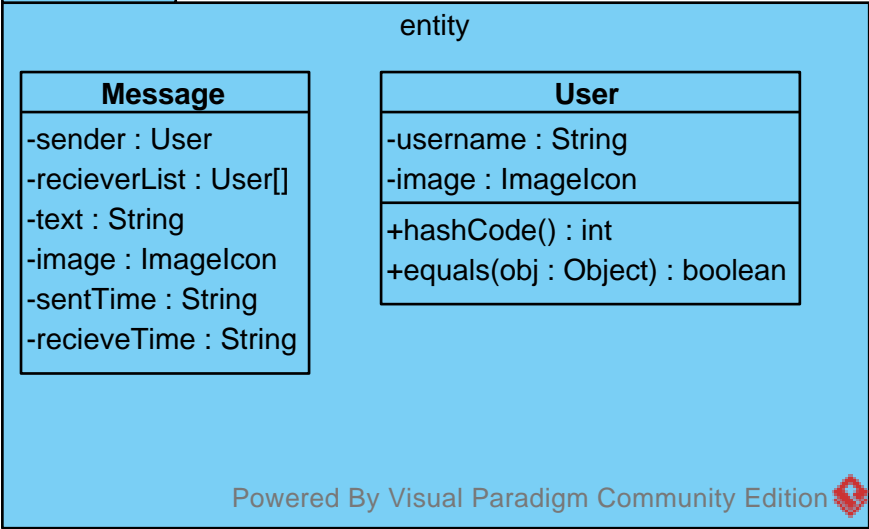 entity
Message
-sender : User
-recieverList : User[]
-text : String
-image : ImageIcon
-sentTime : String
-recieveTime : String
User
-username : String
-image : ImageIcon
+hashCode() : int
+equals(obj : Object) : boolean
Powered By Visual Paradigm Community Edition